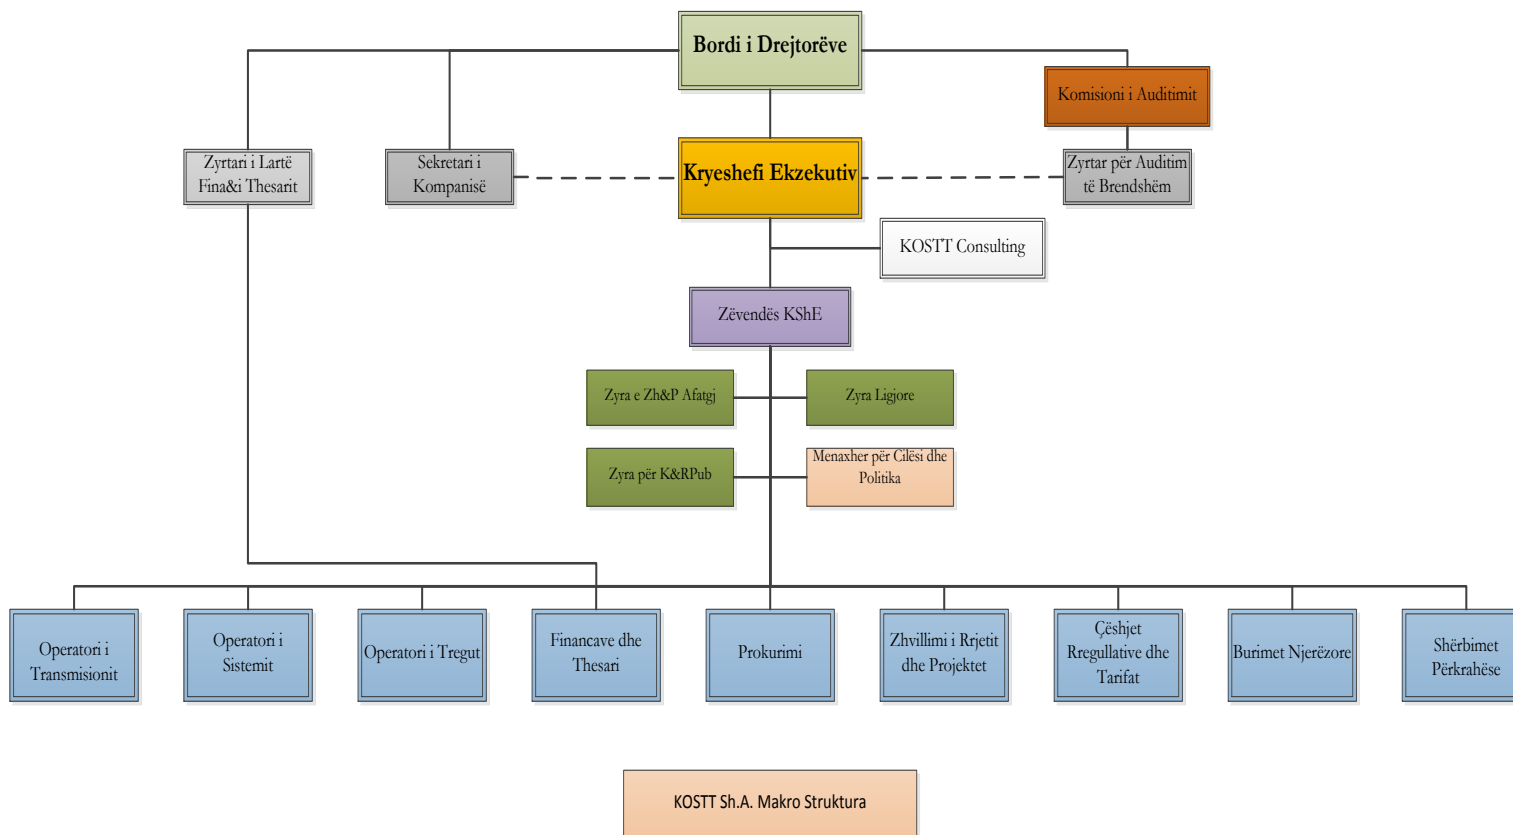 Bordi i Drejtorëve
Komisioni i Auditimit
Zyrtari i Lartë
Fina&i Thesarit
Sekretari i
Kompanisë
Kryeshefi Ekzekutiv
Zyrtar për Auditim
të Brendshëm
KOSTT Consulting
Zëvendës KShE
Zyra e Zh&P Afatgj
Zyra Ligjore
Zyra për K&RPub
Menaxher për Cilësi dhe
Politika
Operatori i
Transmisionit
Operatori i
Sistemit
Operatori i Tregut
Financave dhe
Thesari
Prokurimi
Zhvillimi i Rrjetit
dhe Projektet
Çështjet
Rregullative dhe
Tarifat
Burimet Njerëzore
Shërbimet
Përkrahëse
KOSTT Sh.A. Makro Struktura